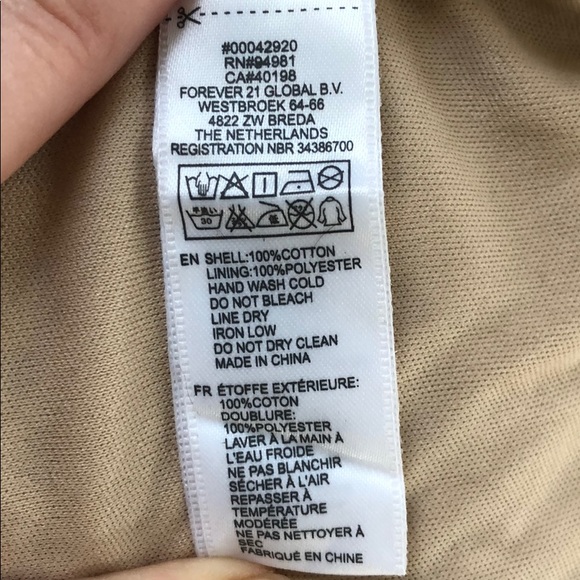 #00042920
RN#94981
CA#40198
FOREVER 21 GLOBAL B.V.
WESTBROEK 64-66
4822 ZW BREDA
THE NETHERLANDS
REGISTRATION NBR 34386700
手洗い
30
EN SHELL:100%COTTON
LINING:100%POLYESTER
HAND WASH COLD
DO NOT BLEACH
LINE DRY
IRON LOW
DO NOT DRY CLEAN
MADE IN CHINA
FR ÉTOFFE EXTÉRIEURE:
100%COTON
DOUBLURE:
100%POLYESTER
LAVER À LA MAIN À
L'EAU FROIDE
NE PAS BLANCHIR
SÉCHER À L'AIR
REPASSER À
TEMPÉRATURE
MODÉRÉE
NE PAS NETTOYER À
SEC
FABRIQUÉ EN CHINE